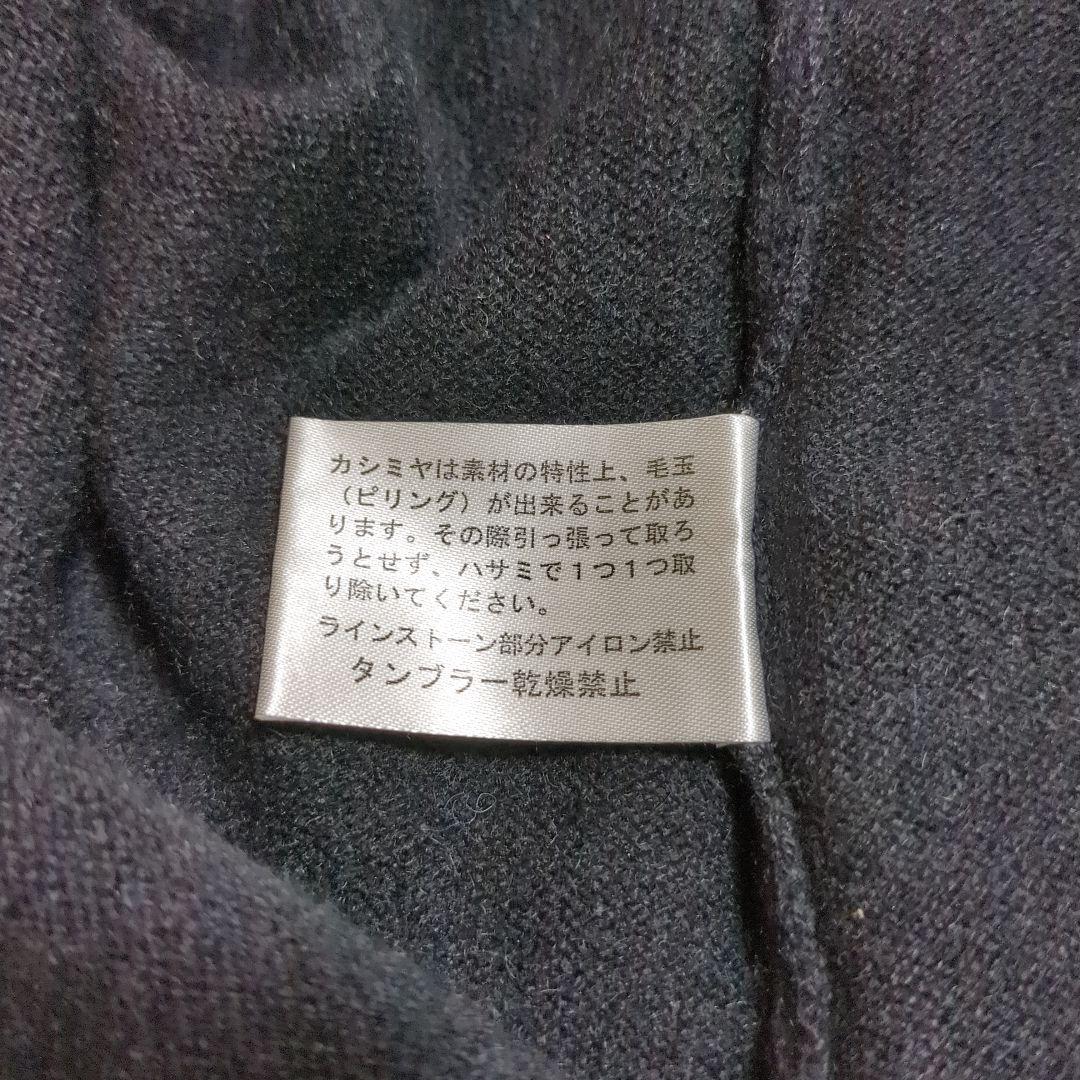 カシミヤは素材の特性上、毛玉
（ピリング）が出来ることがあ
ります。その際引っ張って取ろ
うとせず、ハサミで１つ１つ取
り除いてください。
ラインストーン部分アイロン禁止
タンブラー乾燥禁止